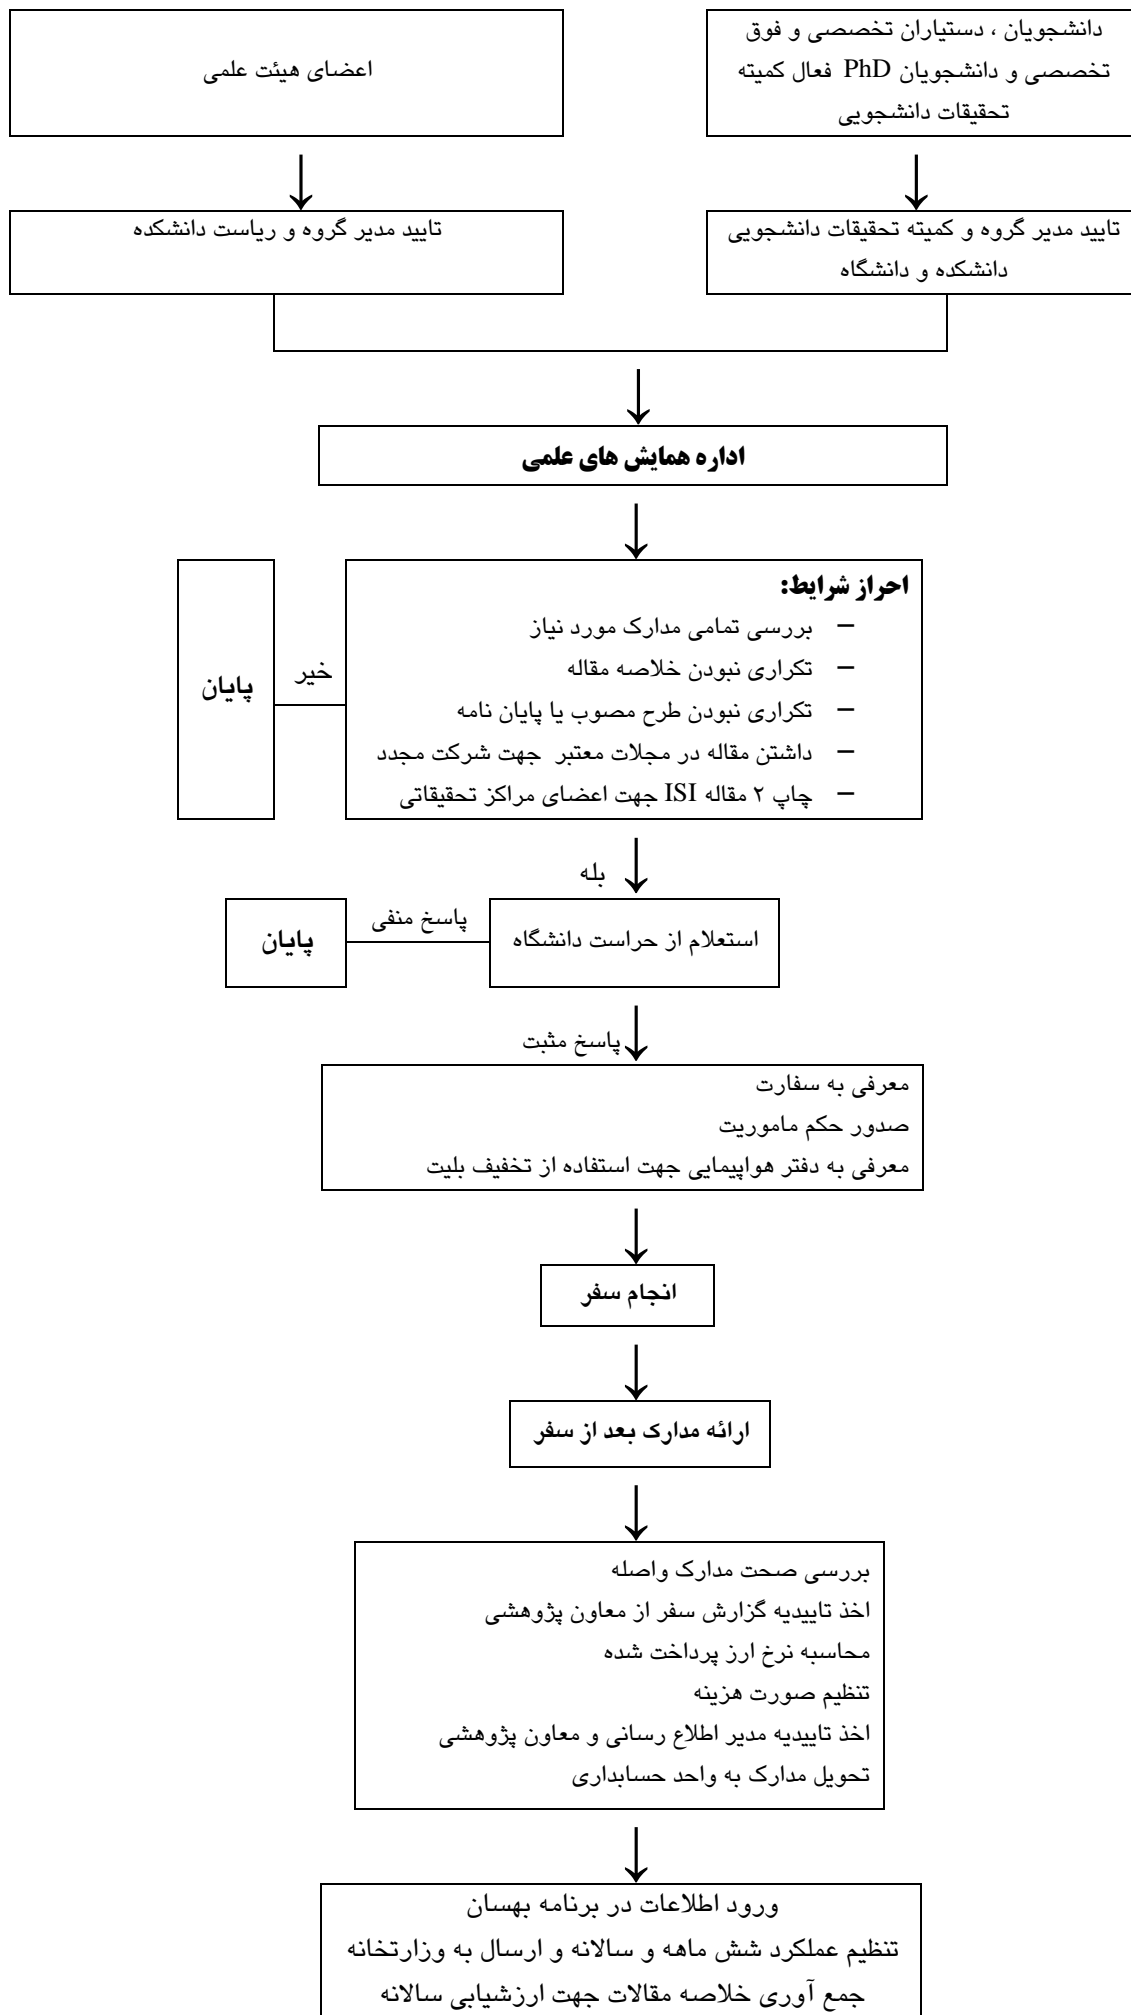 دانشجویان ، دستیاران تخصصی و فوق
تخصصی و دانشجویان PhD فعال کمیته
تحقیقات دانشجویی
اعضای هیئت علمی
تایید مدیر گروه و کمیته تحقیقات دانشجویی
دانشکده و دانشگاه
تایید مدیر گروه و ریاست دانشکده
اداره همایش های علمی
احراز شرایط:
– بررسی تمامی مدارک مورد نیاز
– تکراری نبودن خلاصه مقاله
– تکراری نبودن طرح مصوب یا پایان نامه
– داشتن مقاله در مجلات معتبر جهت شرکت مجدد
– چاپ ۲ مقاله ISI جهت اعضای مراکز تحقیقاتی
خیر
پایان
بله
استعلام از حراست دانشگاه
پاسخ منفی
پایان
پاسخ مثبت
معرفی به سفارت
صدور حکم ماموریت
معرفی به دفتر هواپیمایی جهت استفاده از تخفیف بلیت
انجام سفر
ارائه مدارک بعد از سفر
بررسی صحت مدارک واصله
اخذ تاییدیه گزارش سفر از معاون پژوهشی
محاسبه نرخ ارز پرداخت شده
تنظیم صورت هزینه
اخذ تاییدیه مدیر اطلاع رسانی و معاون پژوهشی
تحویل مدارک به واحد حسابداری
ورود اطلاعات در برنامه بهسان
تنظیم عملکرد شش ماهه و سالانه و ارسال به وزارتخانه
جمع آوری خلاصه مقالات جهت ارزشیابی سالانه